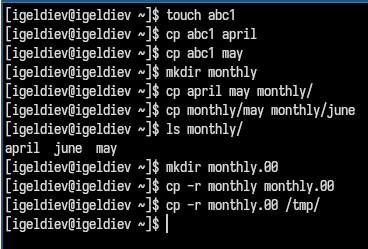 [igeldiev@igeldiev ~]$ touch abc1
[igeldiev@igeldiev ~]$ cp abc1 april
[igeldiev@igeldiev ~]$ cp abc1 may
[igeldiev@igeldiev ~]$ mkdir monthly
[igeldiev@igeldiev ~]$ cp april may monthly/
[igeldiev@igeldiev ~]$ cp monthly/may monthly/june
[igeldiev@igeldiev ~]$ ls monthly/
april  june  may
[igeldiev@igeldiev ~]$ mkdir monthly.00
[igeldiev@igeldiev ~]$ cp -r monthly monthly.00
[igeldiev@igeldiev ~]$ cp -r monthly.00 /tmp/
[igeldiev@igeldiev ~]$